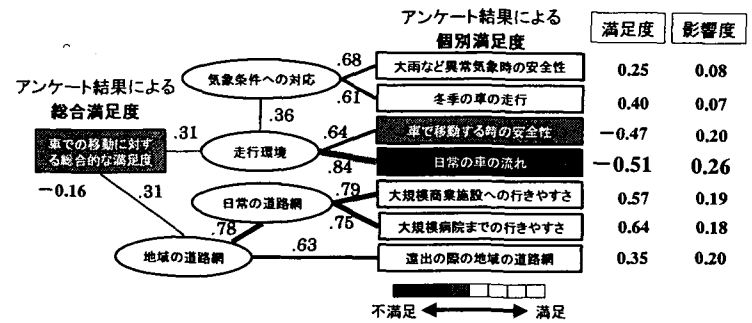 アンケート結果による
個別満足度
満足度
影響度
アンケート結果による
総合満足度
車での移動に対す
る総合的な満足度
-0.16
.31
.31
気象条件への対応
.36
走行環境
日常の道路網
.78
地域の道路網
.68
大雨など異常気象時の安全性
0.25
0.08
.61
冬季の車の走行
0.40
0.07
.64
車で移動する時の安全性
-0.47
0.20
.84
日常の車の流れ
-0.51
0.26
.79
大規模商業施設への行きやすさ
0.57
0.19
.75
大規模病院までの行きやすさ
0.64
0.18
.63
遠出の際の地域の道路網
0.35
0.20
不満足
満足